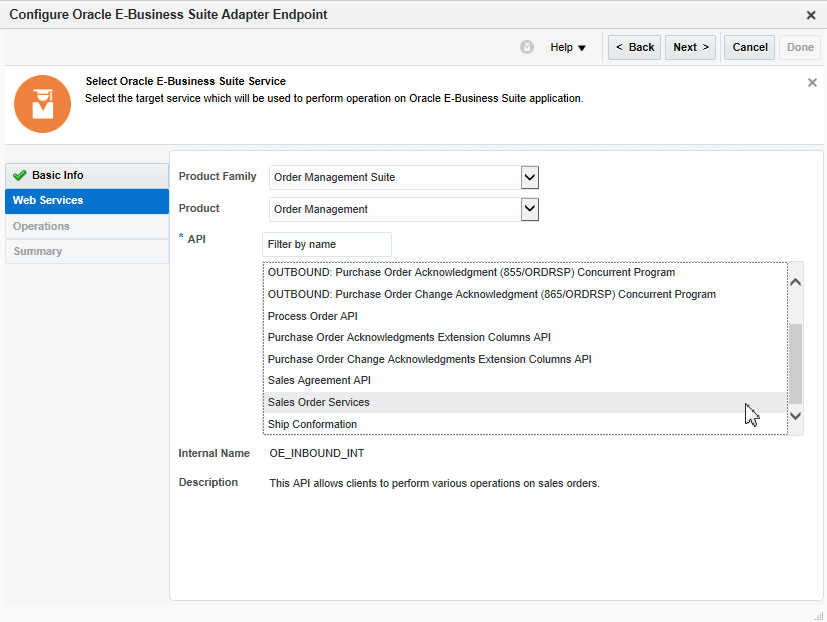 Configure Oracle E-Business Suite Adapter Endpoint
Help
< Back
Next >
Cancel
Done
Select Oracle E-Business Suite Service
Select the target service which will be used to perform operation on Oracle E-Business Suite application.
Basic Info
Web Services
Operations
Summary
Product Family
Order Management Suite
Product
Order Management
* API
Filter by name
OUTBOUND: Purchase Order Acknowledgment (855/ORDRSP) Concurrent Program
OUTBOUND: Purchase Order Change Acknowledgment (865/ORDRSP) Concurrent Program
Process Order API
Purchase Order Acknowledgments Extension Columns API
Purchase Order Change Acknowledgments Extension Columns API
Sales Agreement API
Sales Order Services
Ship Conformation
Internal Name
OE_INBOUND_INT
Description
This API allows clients to perform various operations on sales orders.